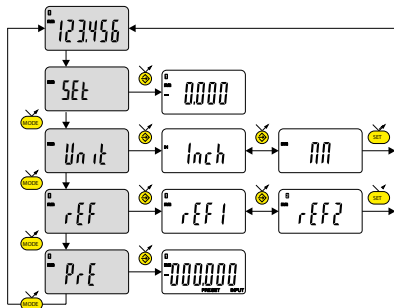 123.456
SEt
0.000
MODE
Unit
Inch
MM
SET
MODE
rEF
rEF1
rEF2
SET
MODE
PrE
000.000
PRESET INPUT
MODE